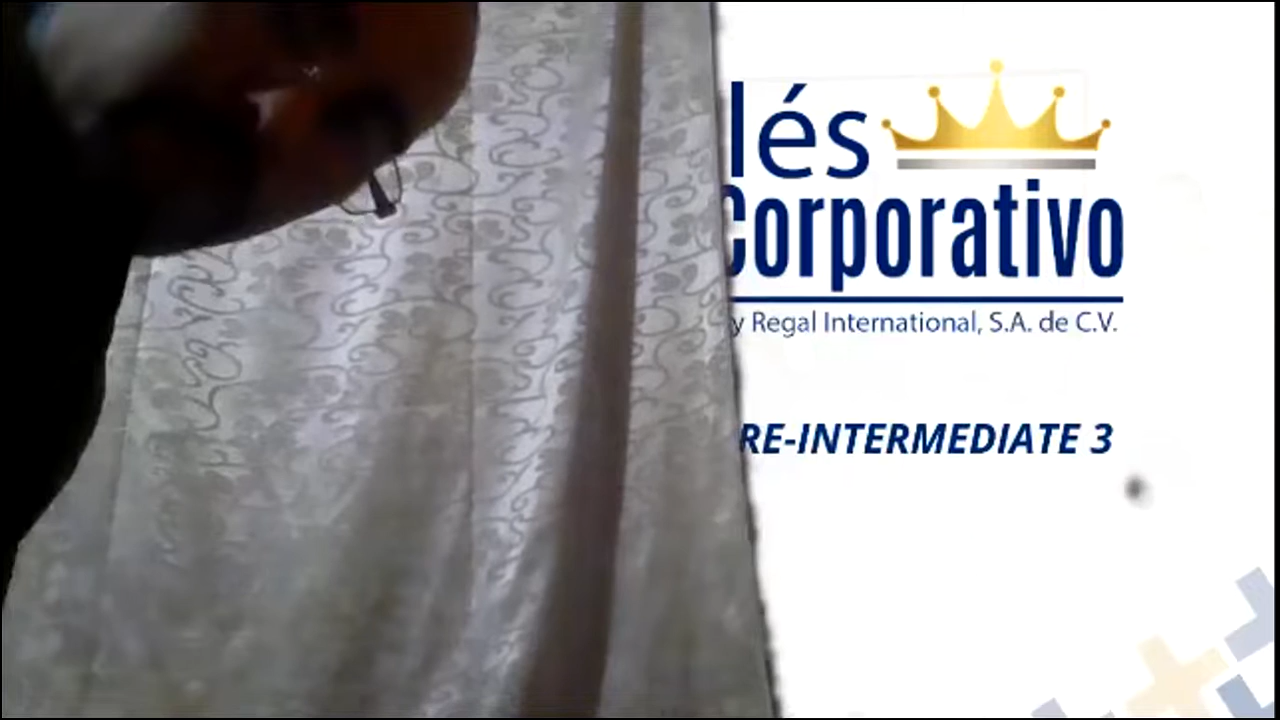 lés
Corporativo
y Regal International, S.A. de C.V.
RE-INTERMEDIATE 3